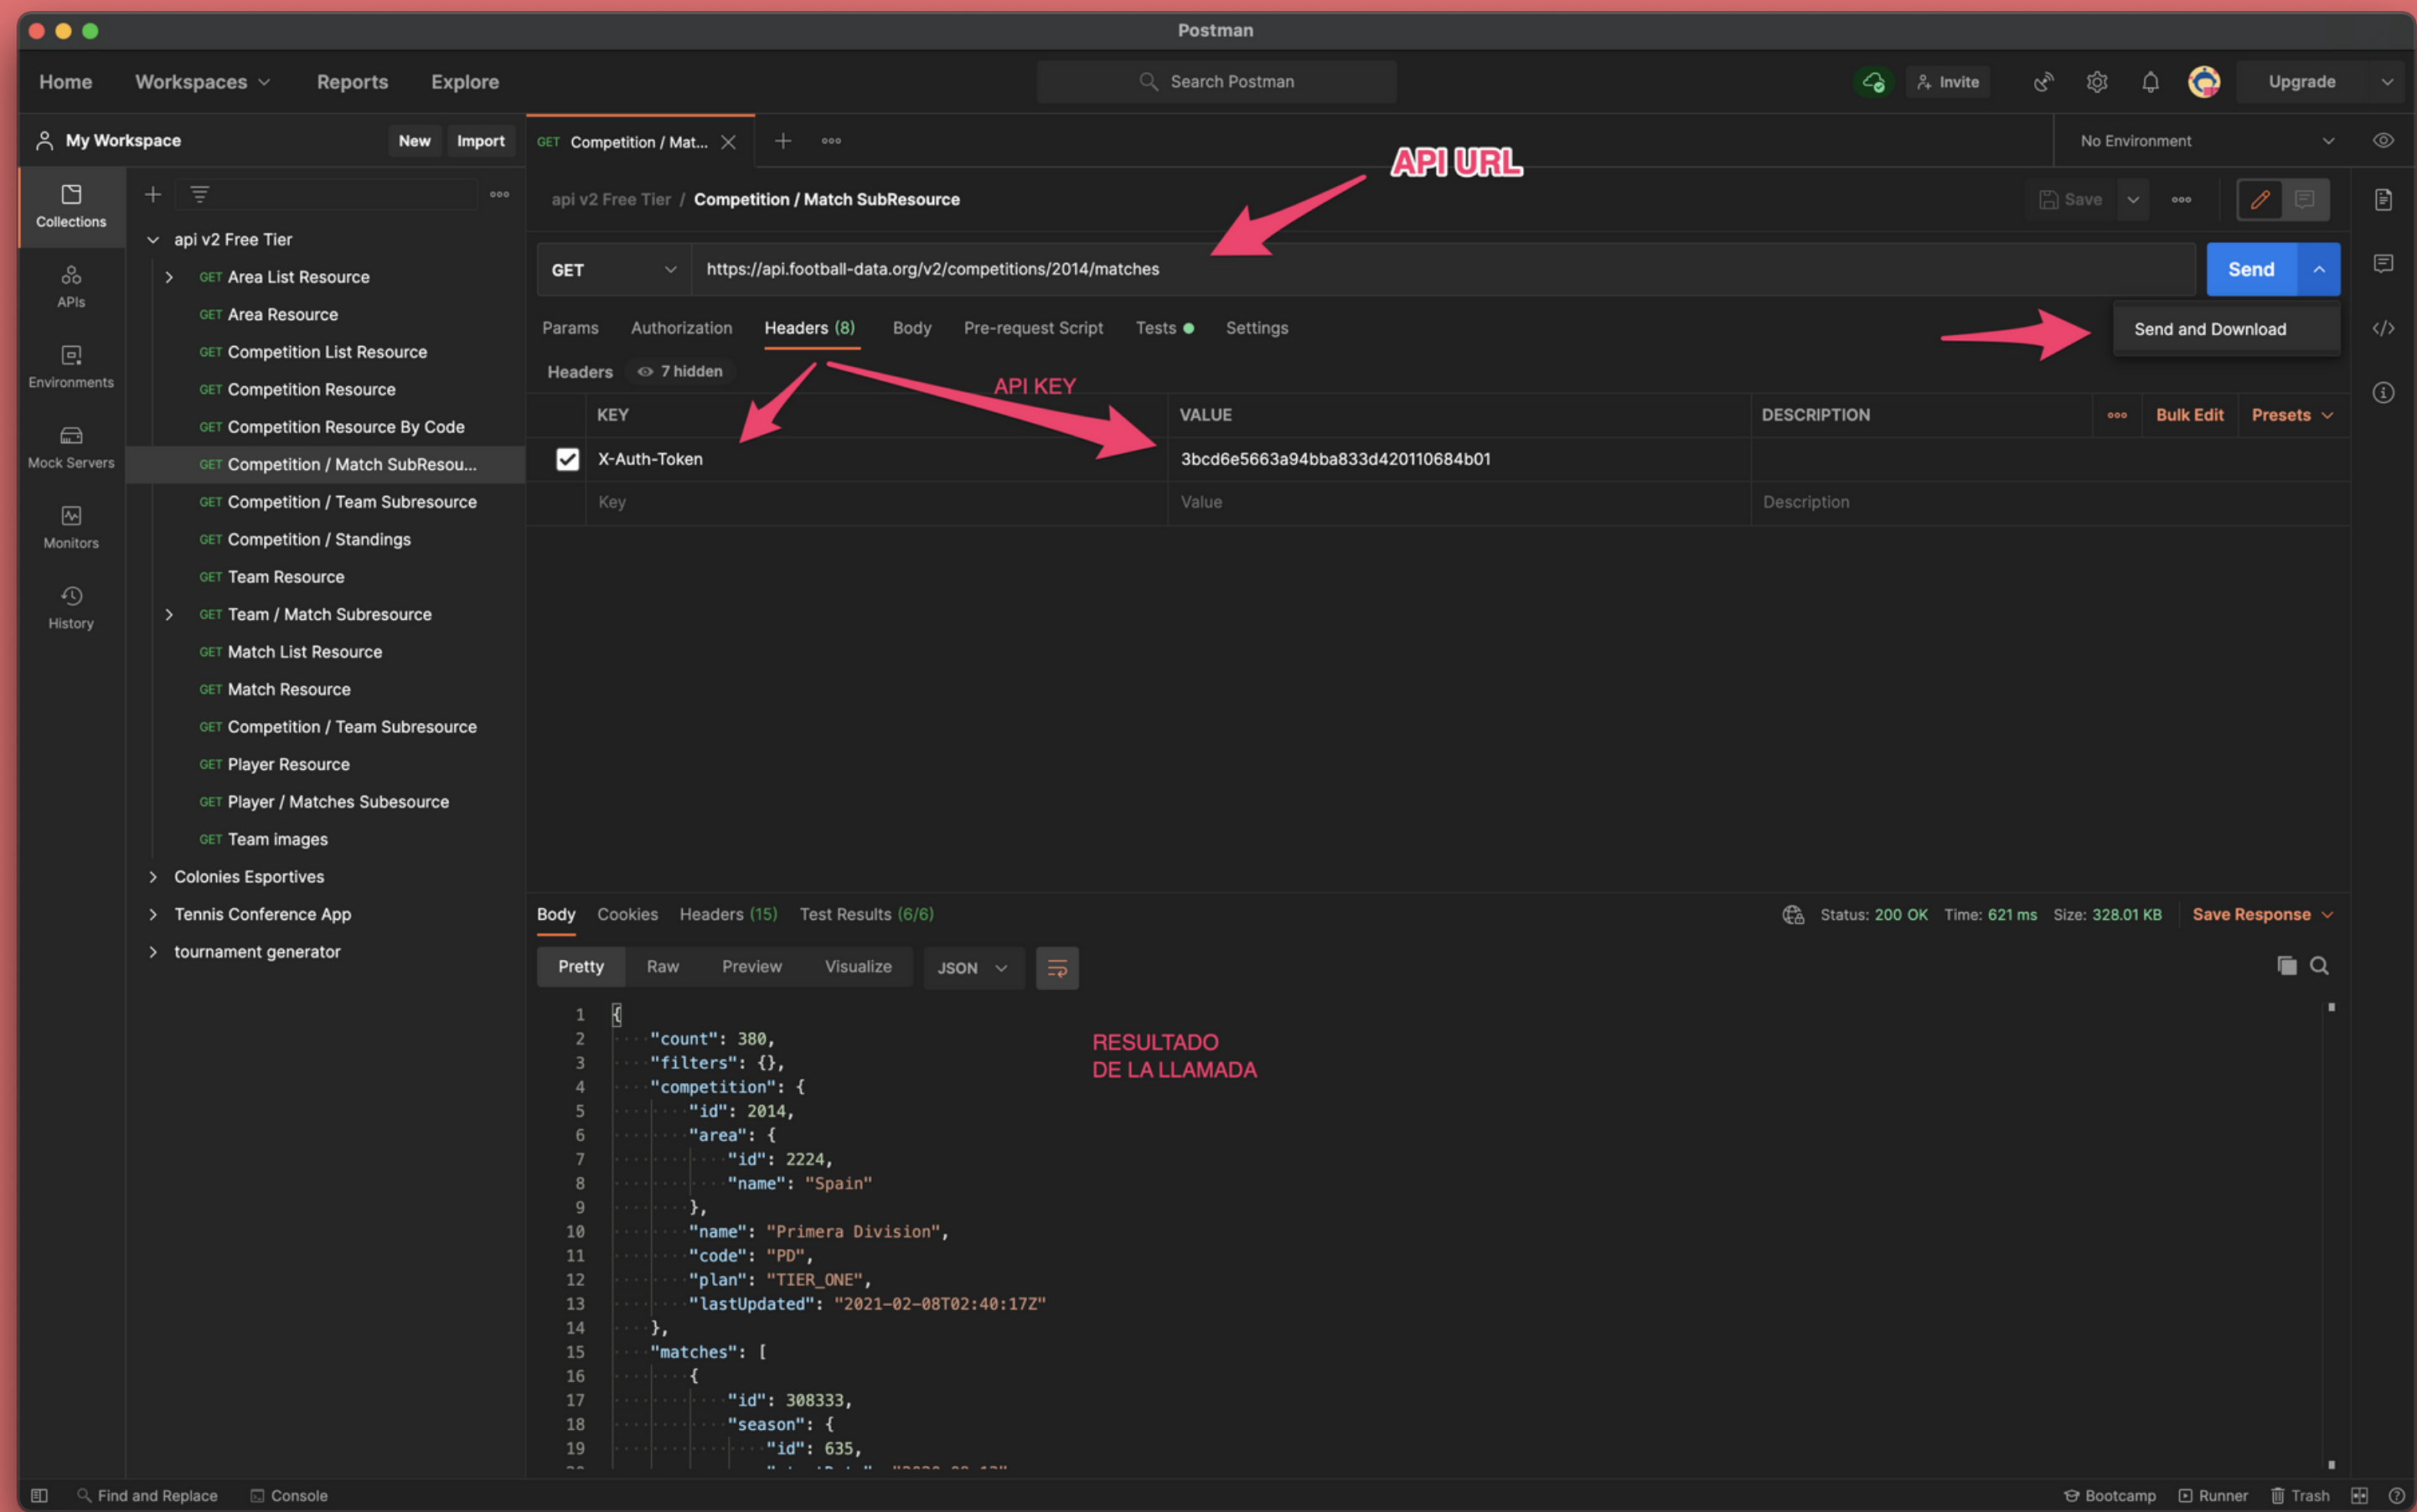 Postman
Home Workspaces Reports Explore Search Postman Invite Upgrade
My Workspace New Import GET Competition / Mat... No Environment
API URL
Collections
APIs
Environments
Mock Servers
Monitors
History
api v2 Free Tier
GET Area List Resource
GET Area Resource
GET Competition List Resource
GET Competition Resource
GET Competition Resource By Code
GET Competition / Match SubResou...
GET Competition / Team Subresource
GET Competition / Standings
GET Team Resource
GET Team / Match Subresource
GET Match List Resource
GET Match Resource
GET Competition / Team Subresource
GET Player Resource
GET Player / Matches Subesource
GET Team images
Colonies Esportives
Tennis Conference App
tournament generator
api v2 Free Tier / Competition / Match SubResource Save
GET https://api.football-data.org/v2/competitions/2014/matches Send
Send and Download
Params Authorization Headers (8) Body Pre-request Script Tests Settings
Headers 7 hidden
API KEY
KEY VALUE DESCRIPTION Bulk Edit Presets
X-Auth-Token 3bcd6e5663a94bba833d420110684b01
Key Value Description
Body Cookies Headers (15) Test Results (6/6) Status: 200 OK Time: 621 ms Size: 328.01 KB Save Response
Pretty Raw Preview Visualize JSON
RESULTADO
DE LA LLAMADA
1 {
2 "count": 380,
3 "filters": {},
4 "competition": {
5 "id": 2014,
6 "area": {
7 "id": 2224,
8 "name": "Spain"
9 },
10 "name": "Primera Division",
11 "code": "PD",
12 "plan": "TIER_ONE",
13 "lastUpdated": "2021-02-08T02:40:17Z"
14 },
15 "matches": [
16 {
17 "id": 308333,
18 "season": {
19 "id": 635,
Find and Replace Console Bootcamp Runner Trash